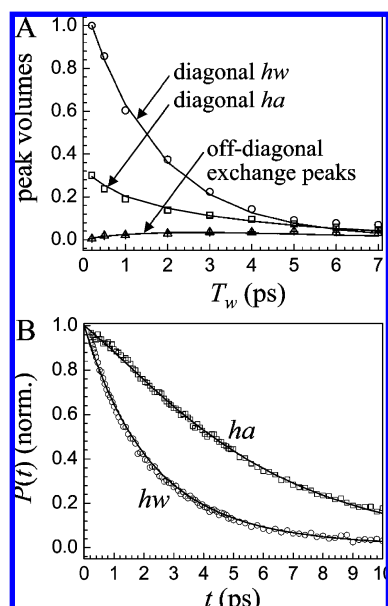 A
1.0
0.8
0.6
0.4
0.2
0.0
peak volumes
diagonal hw
diagonal ha
off-diagonal
exchange peaks
0 1 2 3 4 5 6 7
T_w (ps)
B
1.0
0.8
0.6
0.4
0.2
0.0
P(t) (norm.)
ha
hw
0 1 2 3 4 5 6 7 8 9 10
t (ps)